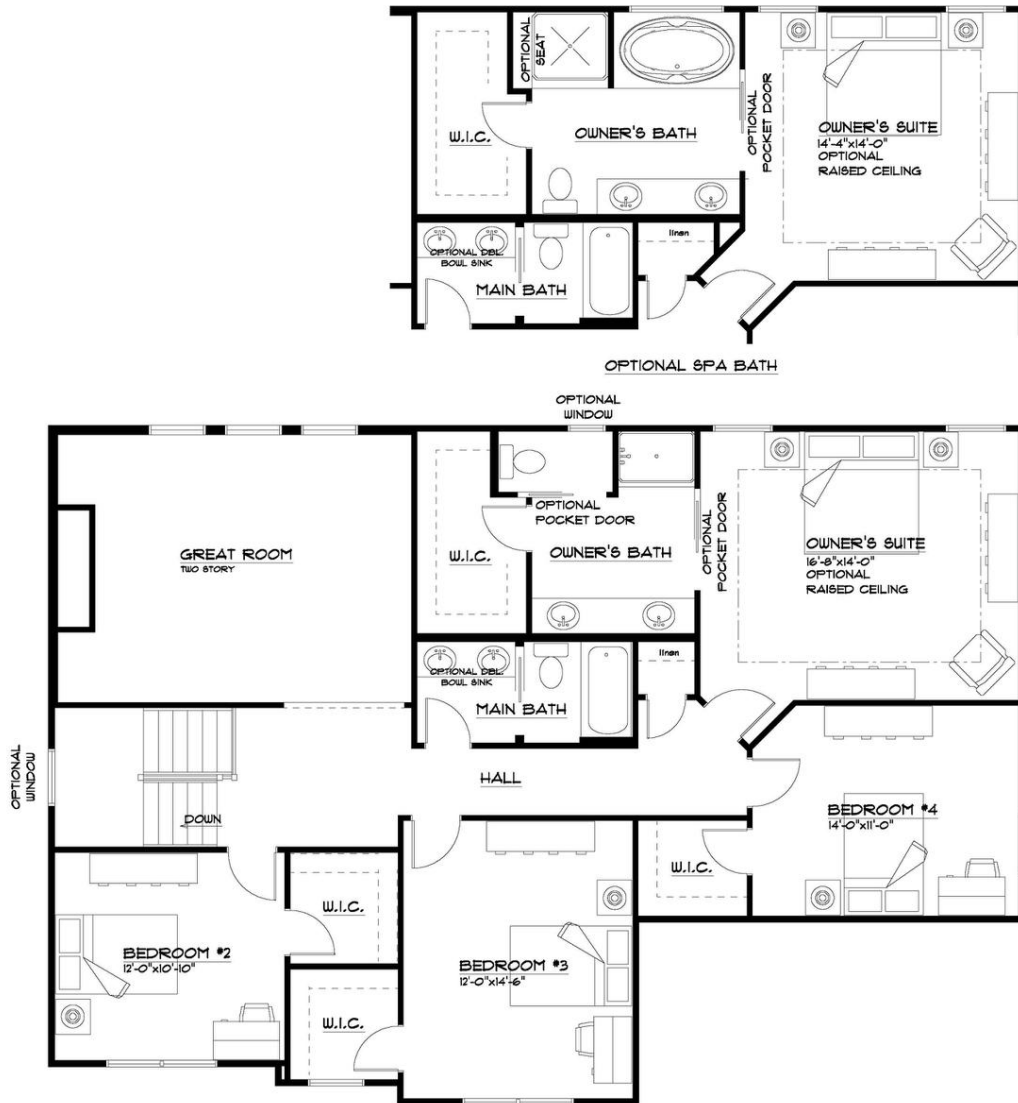 OPTIONAL
SEAT
W.I.C.
OWNER'S BATH
OPTIONAL
POCKET DOOR
OWNER'S SUITE
14'-4"x14'-0"
OPTIONAL
RAISED CEILING
OPTIONAL DBL.
BOWL SINK
MAIN BATH
linen
OPTIONAL SPA BATH
OPTIONAL
WINDOW
GREAT ROOM
TWO STORY
W.I.C.
OPTIONAL
POCKET DOOR
OWNER'S BATH
OPTIONAL
POCKET DOOR
OWNER'S SUITE
16'-8"x14'-0"
OPTIONAL
RAISED CEILING
OPTIONAL DBL.
BOWL SINK
MAIN BATH
linen
OPTIONAL
WINDOW
DOWN
HALL
BEDROOM #4
14'-0"x11'-0"
W.I.C.
BEDROOM #2
12'-0"x10'-10"
W.I.C.
W.I.C.
BEDROOM #3
12'-0"x14'-6"